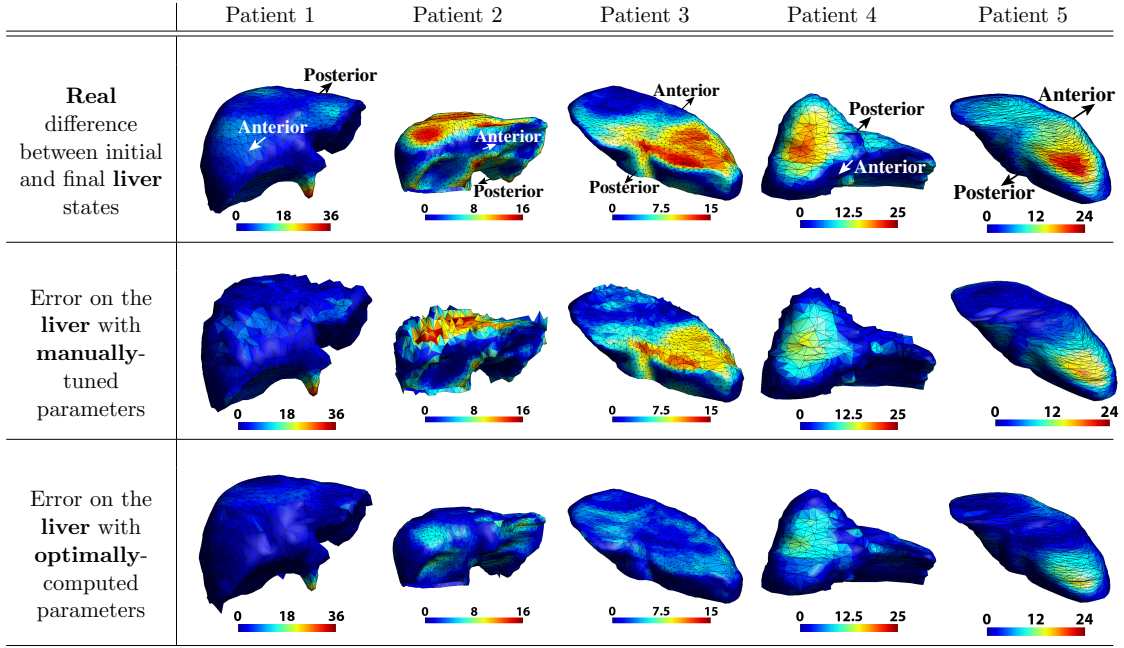 Patient 1 Patient 2 Patient 3 Patient 4 Patient 5
Real
difference
between initial
and final liver
states
Posterior
Anterior
0 18 36
Anterior
Posterior
0 8 16
Anterior
Posterior
0 7.5 15
Posterior
Anterior
0 12.5 25
Anterior
Posterior
0 12 24
Error on the
liver with
manually-
tuned
parameters
0 18 36
0 8 16
0 7.5 15
0 12.5 25
0 12 24
Error on the
liver with
optimally-
computed
parameters
0 18 36
0 8 16
0 7.5 15
0 12.5 25
0 12 24